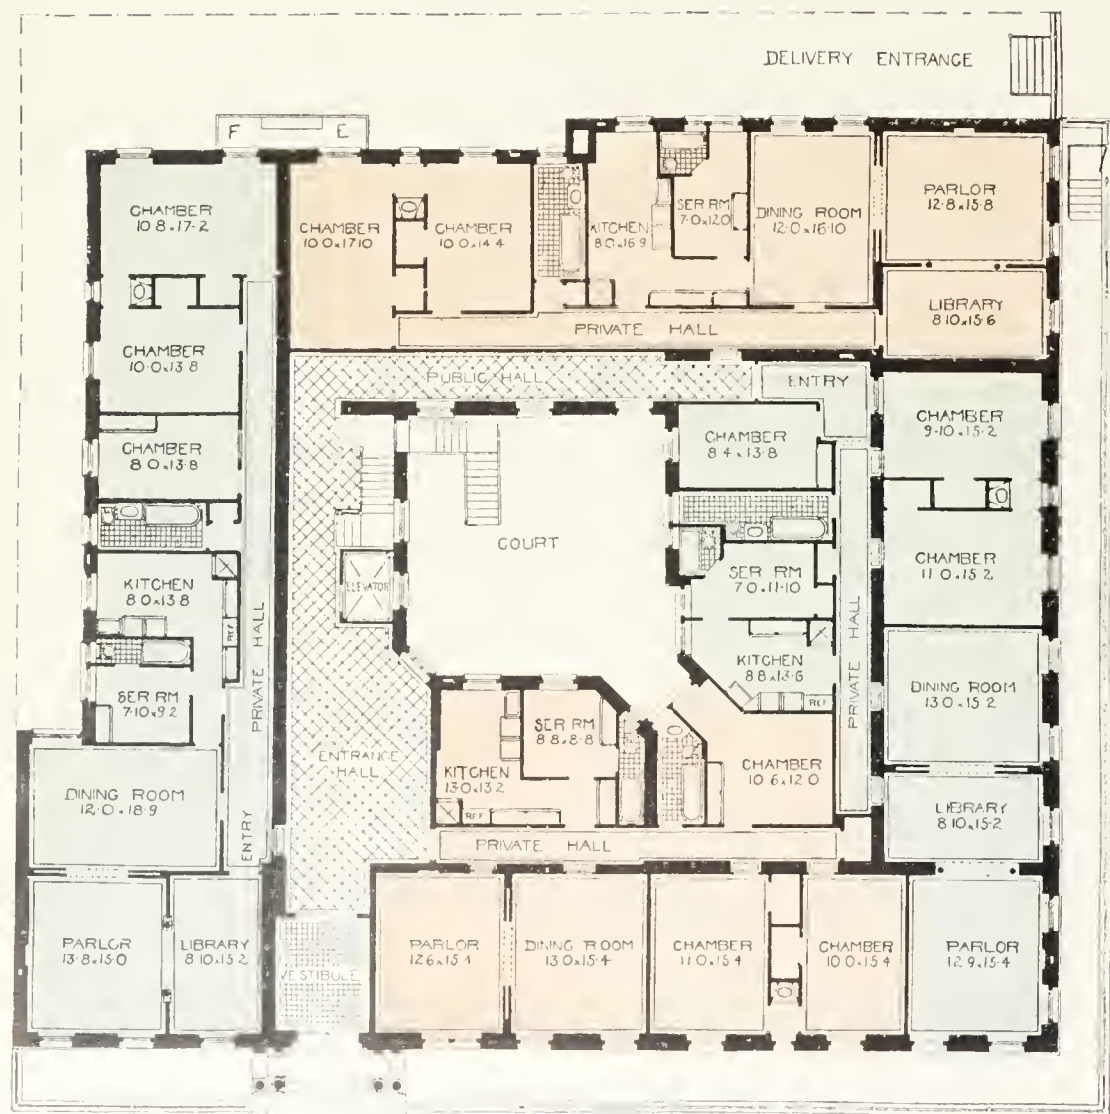 DELIVERY ENTRANCE
F E
CHAMBER
10·8×17·2
CHAMBER
10·0×17·10
CHAMBER
10·0×14·4
KITCHEN
8·0×16·9
SER RM
7·0×12·0
DINING ROOM
12·0×16·10
PARLOR
12·8×15·8
LIBRARY
8·10×15·6
PRIVATE HALL
CHAMBER
10·0×13·8
PUBLIC HALL
ENTRY
CHAMBER
9·10×15·2
CHAMBER
8·0×13·8
CHAMBER
8·4×13·8
COURT
KITCHEN
8·0×13·8
ELEVATOR
SER RM
7·0×11·10
CHAMBER
11·0×15·2
REF
PRIVATE HALL
SER RM
7·10×9·2
KITCHEN
8·8×13·6
REF
PRIVATE HALL
DINING ROOM
13·0×15·2
ENTRANCE
HALL
SER RM
8·8×8·8
KITCHEN
13·0×13·2
REF
CHAMBER
10·6×12·0
DINING ROOM
12·0×18·9
ENTRY
LIBRARY
8·10×15·2
PRIVATE HALL
PARLOR
13·8×15·0
LIBRARY
8·10×15·2
VESTIBULE
PARLOR
12·6×15·4
DINING ROOM
13·0×15·4
CHAMBER
11·0×15·4
CHAMBER
10·0×15·4
PARLOR
12·9×15·4